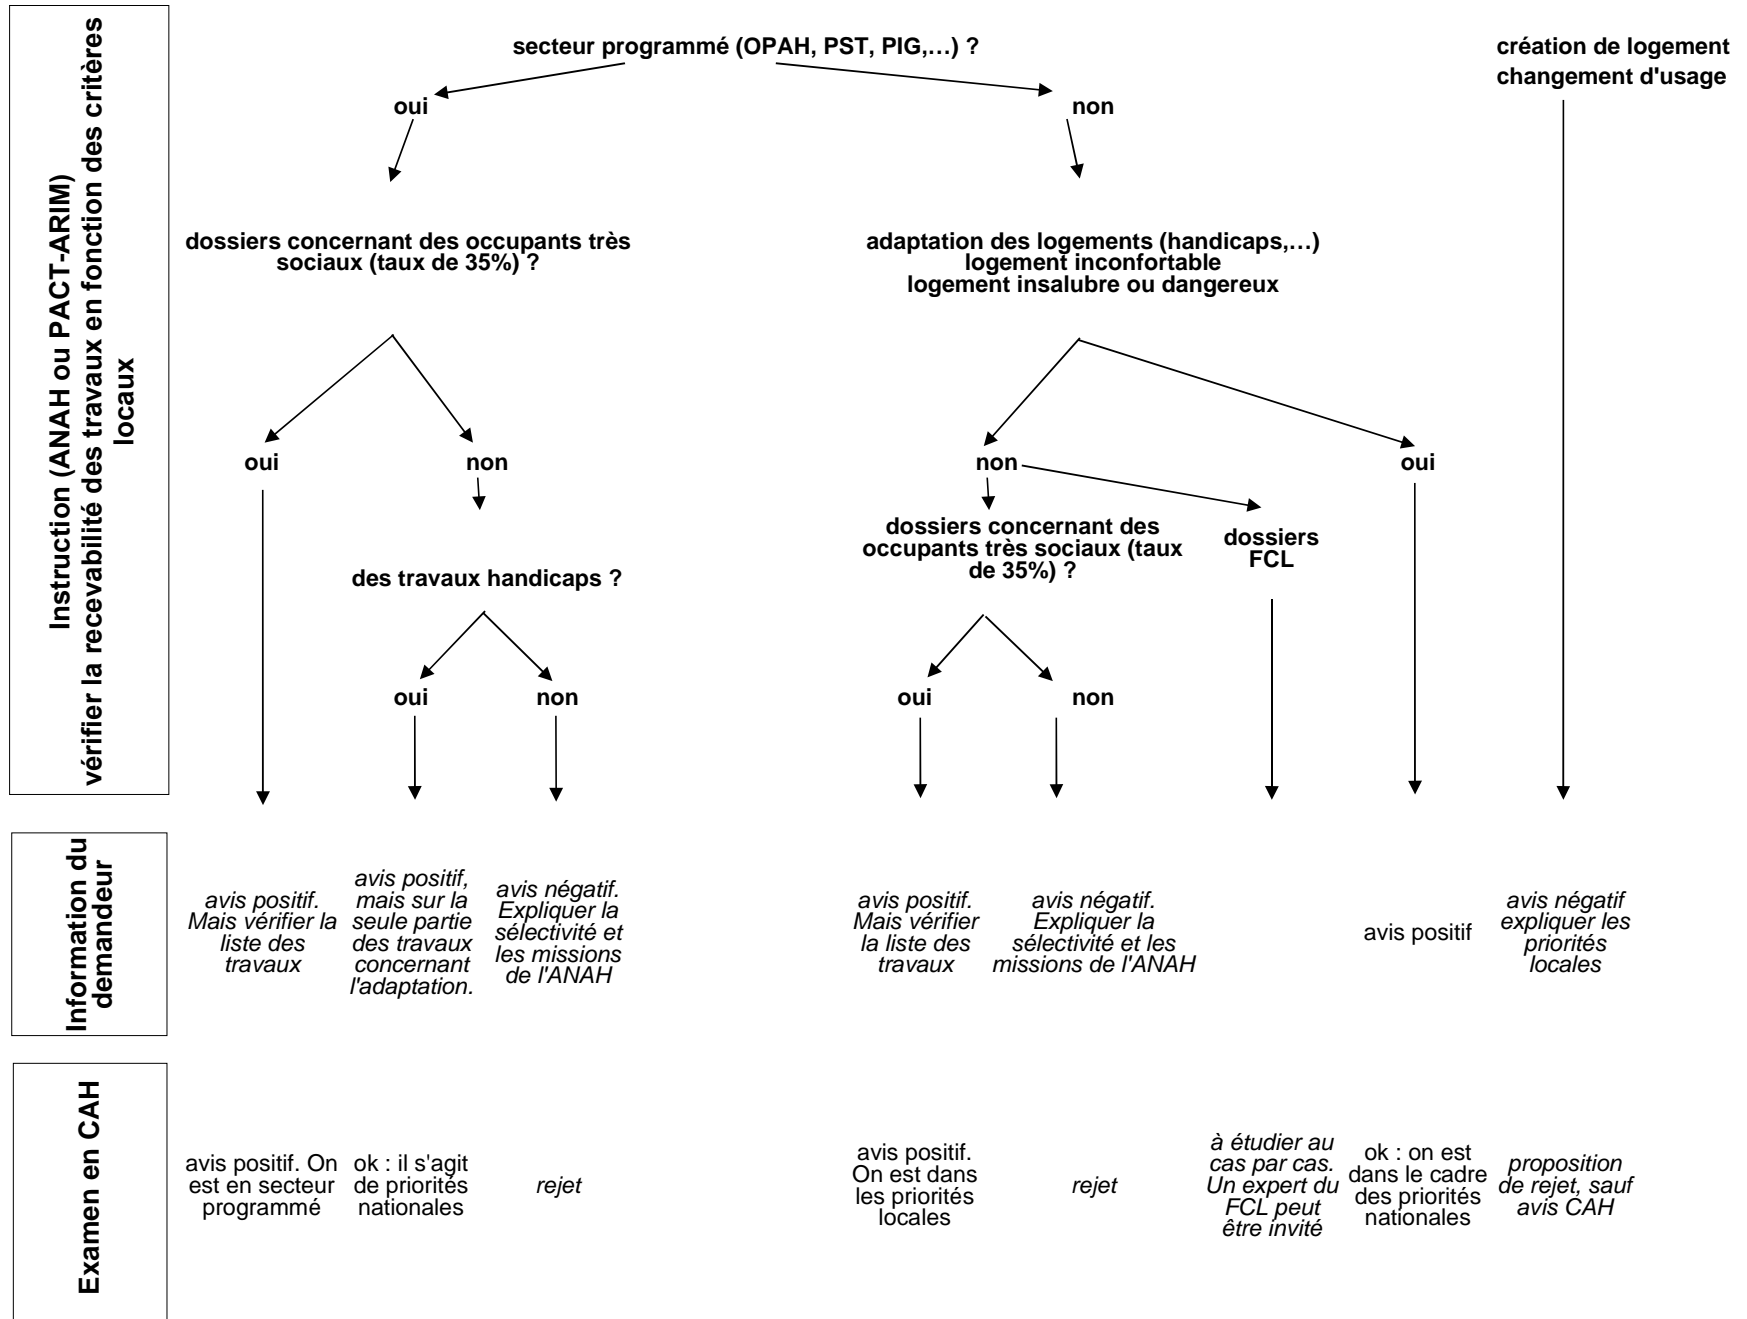 Instruction (ANAH ou PACT-ARIM)
vérifier la recevabilité des travaux en fonction des critères
locaux
secteur programmé (OPAH, PST, PIG,...) ?
création de logement
changement d'usage
oui
non
dossiers concernant des occupants très
sociaux (taux de 35%) ?
adaptation des logements (handicaps,...)
logement inconfortable
logement insalubre ou dangereux
oui
non
non
oui
des travaux handicaps ?
dossiers concernant des
occupants très sociaux (taux
de 35%) ?
dossiers
FCL
oui
non
oui
non
Information du
demandeur
avis positif.
Mais vérifier la
liste des
travaux
avis positif,
mais sur la
seule partie
des travaux
concernant
l'adaptation.
avis négatif.
Expliquer la
sélectivité et
les missions
de l'ANAH
avis positif.
Mais vérifier
la liste des
travaux
avis négatif.
Expliquer la
sélectivité et les
missions de l'ANAH
avis positif
avis négatif
expliquer les
priorités
locales
Examen en CAH
avis positif. On
est en secteur
programmé
ok : il s'agit
de priorités
nationales
rejet
avis positif.
On est dans
les priorités
locales
rejet
à étudier au
cas par cas.
Un expert du
FCL peut
être invité
ok : on est
dans le cadre
des priorités
nationales
proposition
de rejet, sauf
avis CAH